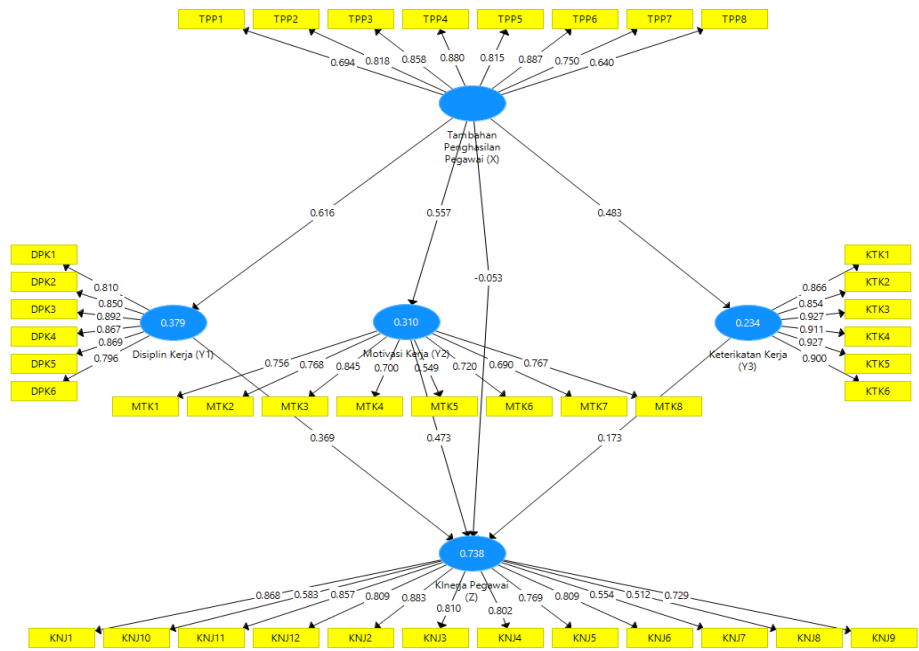 TPP1 TPP2 TPP3 TPP4 TPP5 TPP6 TPP7 TPP8
0.694 0.818 0.858 0.880 0.815 0.887 0.750 0.640
Tambahan
Penghasilan
Pegawai (X)
0.616 0.557 0.483
-0.053
DPK1
DPK2
DPK3
DPK4
DPK5
DPK6
0.810
0.850
0.892
0.867
0.869
0.796
0.379
Disiplin Kerja (Y1)
0.310
Motivasi Kerja (Y2)
0.234
Keterikatan Kerja
(Y3)
KTK1
KTK2
KTK3
KTK4
KTK5
KTK6
0.866
0.854
0.927
0.911
0.927
0.900
0.756 0.768 0.845 0.700 0.549 0.720 0.690 0.767
MTK1 MTK2 MTK3 MTK4 MTK5 MTK6 MTK7 MTK8
0.369 0.473 0.173
0.738
KInerja Pegawai
(Z)
0.868 0.583 0.857 0.809 0.883 0.810 0.802 0.769 0.809 0.554 0.512 0.729
KNJ1 KNJ10 KNJ11 KNJ12 KNJ2 KNJ3 KNJ4 KNJ5 KNJ6 KNJ7 KNJ8 KNJ9